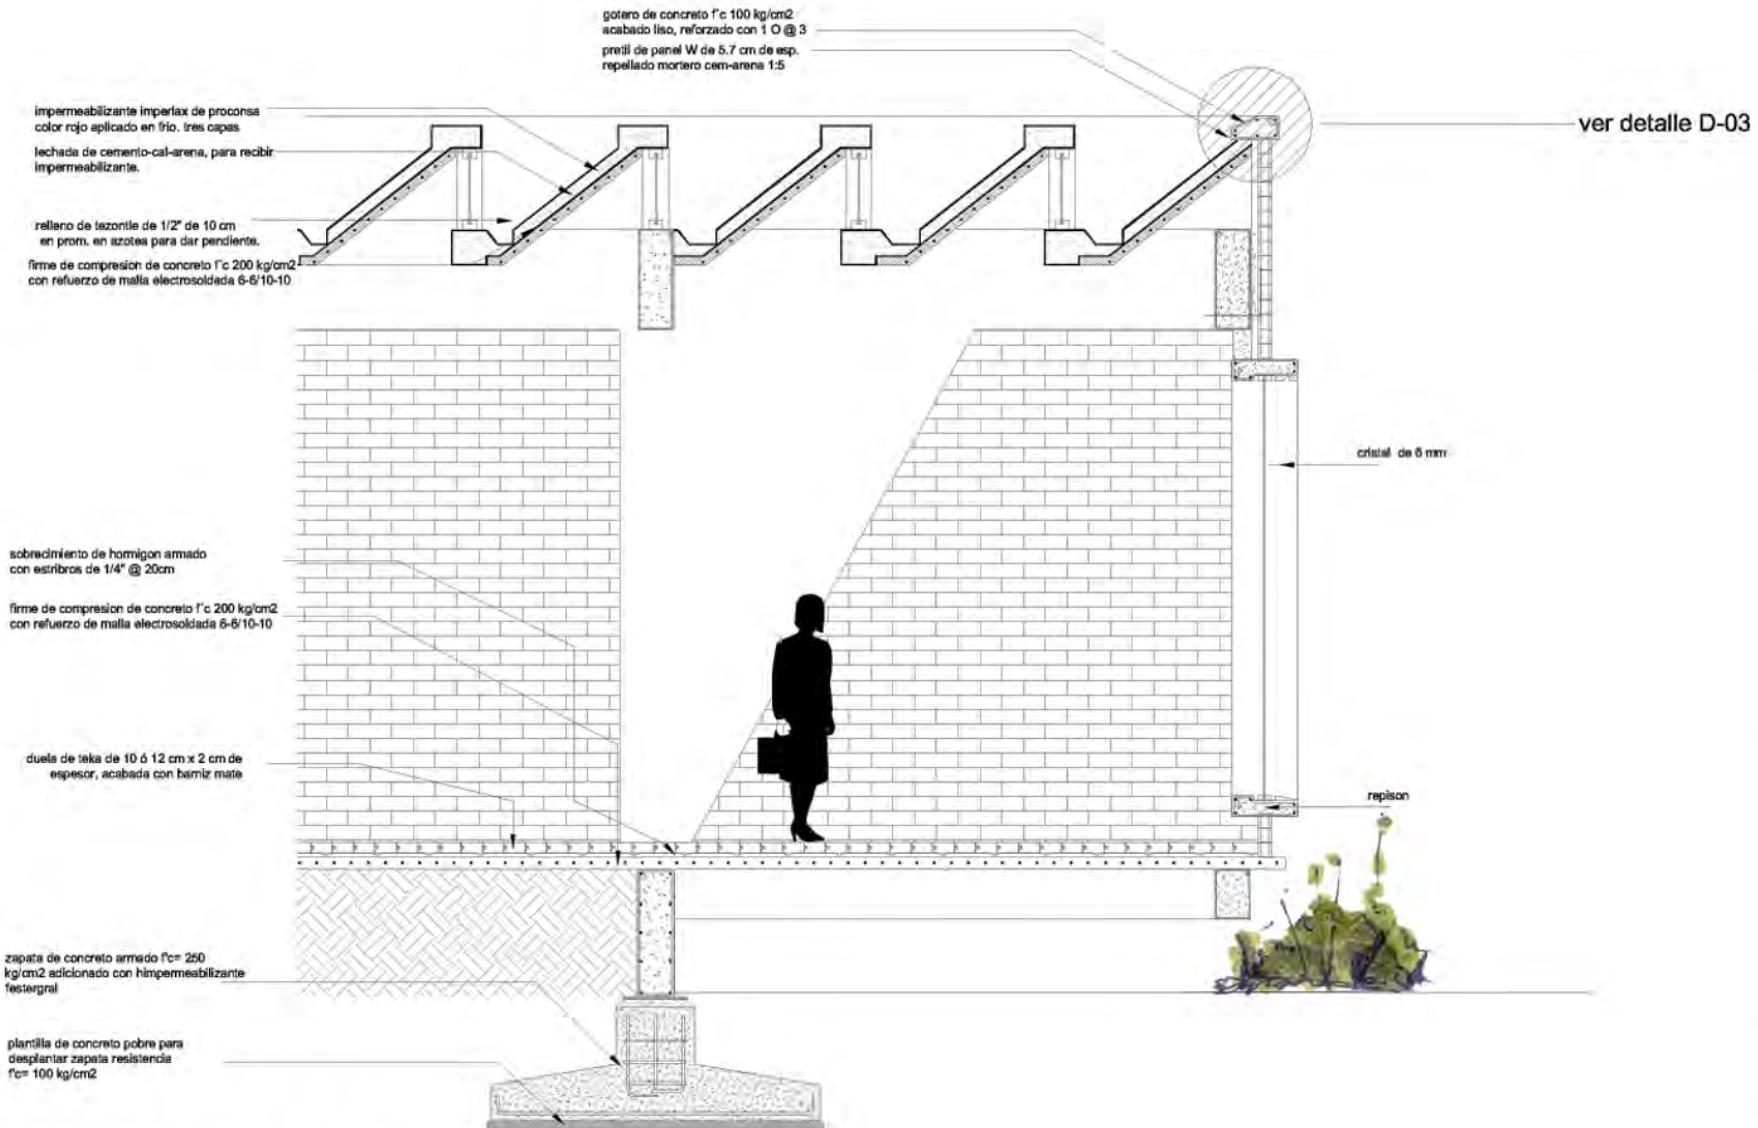 gotero de concreto f'c 100 kg/cm2
acabado liso, reforzado con 1 O @ 3
pretil de panel W de 5.7 cm de esp.
repellado mortero cem-arena 1:5
ver detalle D-03
impermeabilizante imperlax de proconsa
color rojo aplicado en frio. tres capas
lechada de cemento-cal-arena, para recibir
impermeabilizante.
relleno de tezontle de 1/2" de 10 cm
en prom. en azotea para dar pendiente.
firme de compresion de concreto f'c 200 kg/cm2
con refuerzo de malla electrosoldada 6-6/10-10
cristal de 6 mm
sobrecimiento de hormigon armado
con estribros de 1/4" @ 20cm
firme de compresion de concreto f'c 200 kg/cm2
con refuerzo de malla electrosoldada 6-6/10-10
duela de teka de 10 ó 12 cm x 2 cm de
espesor, acabada con barniz mate
repison
zapata de concreto armado f'c= 250
kg/cm2 adicionado con himpermeabilizante
festergral
plantilla de concreto pobre para
desplantar zapata resistencia
f'c= 100 kg/cm2